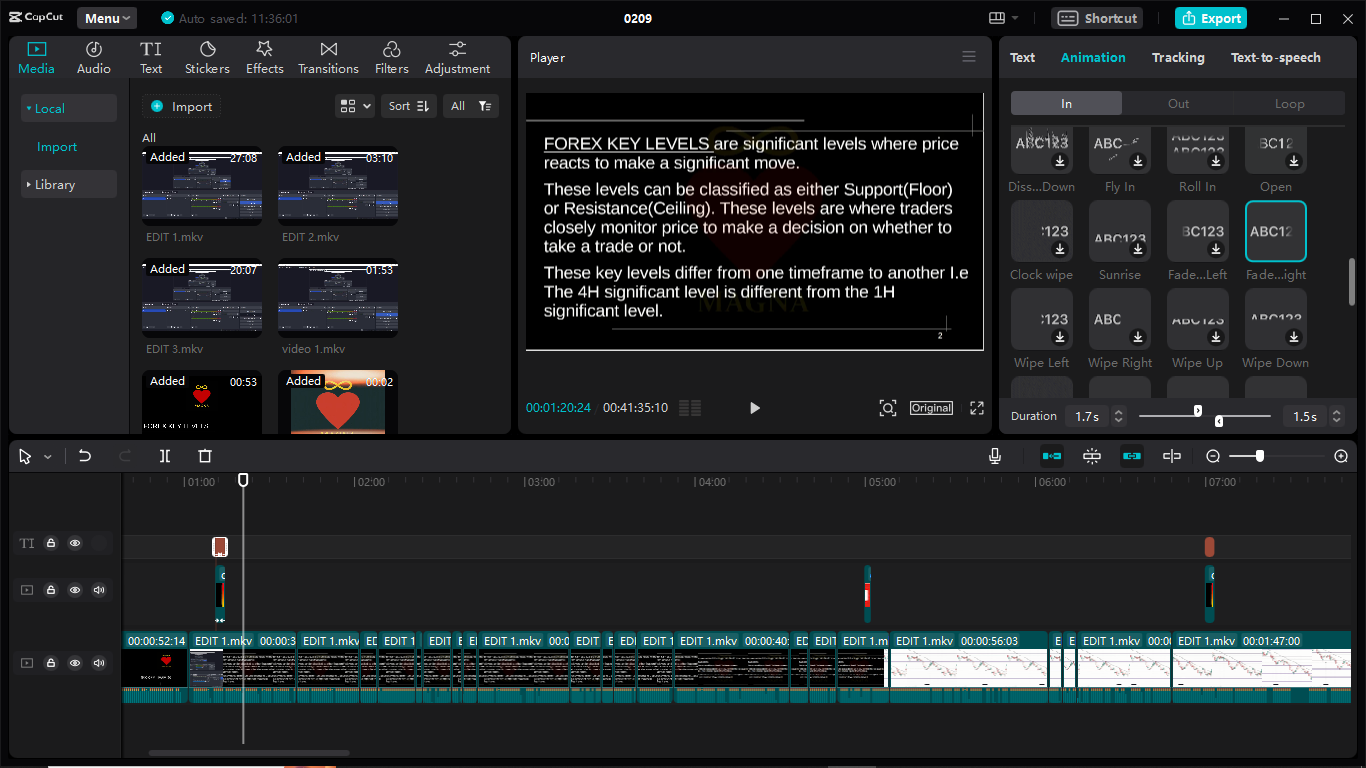 CapCut
Menu
Auto saved: 11:36:01
0209
Shortcut
Export
Media
Audio
TI
Text
Stickers
Effects
Transitions
Filters
Adjustment
Local
Import
Library
Import
Sort
All
All
Added 27:08
EDIT 1.mkv
Added 03:10
EDIT 2.mkv
Added 20:07
EDIT 3.mkv
01:53
video 1.mkv
Added 00:53
FOREX KEY LEVELS
Added 00:02
Player
FOREX KEY LEVELS are significant levels where price
reacts to make a significant move.
These levels can be classified as either Support(Floor)
or Resistance(Ceiling). These levels are where traders
closely monitor price to make a decision on whether to
take a trade or not.
These key levels differ from one timeframe to another I.e
The 4H significant level is different from the 1H
significant level.
MAGNA
2
00:01:20:24 / 00:41:35:10
Original
Text
Animation
Tracking
Text-to-speech
In
Out
Loop
ABC123
Diss...Down
ABC
Fly In
ABC123
Roll In
BC12
Open
:123
Clock wipe
ABC123
Sunrise
BC123
Fade...Left
ABC12
Fade...ight
:123
Wipe Left
ABC
Wipe Right
ABC123
Wipe Up
ABC123
Wipe Down
Duration
1.7s
1.5s
01:00
02:00
03:00
04:00
05:00
06:00
07:00
TI
00:00:52:14
EDIT 1.mkv 00:00:3
EDIT 1.mkv
EDIT 1
EDIT
EDIT 1.mkv 00:0
EDIT
EDI
EDIT 1
EDIT 1.mkv 00:00:40:
ED
EDIT
EDIT 1.m
EDIT 1.mkv 00:00:56:03
E
E
EDIT 1.mkv 00:00
EDIT 1.mkv 00:01:47:00